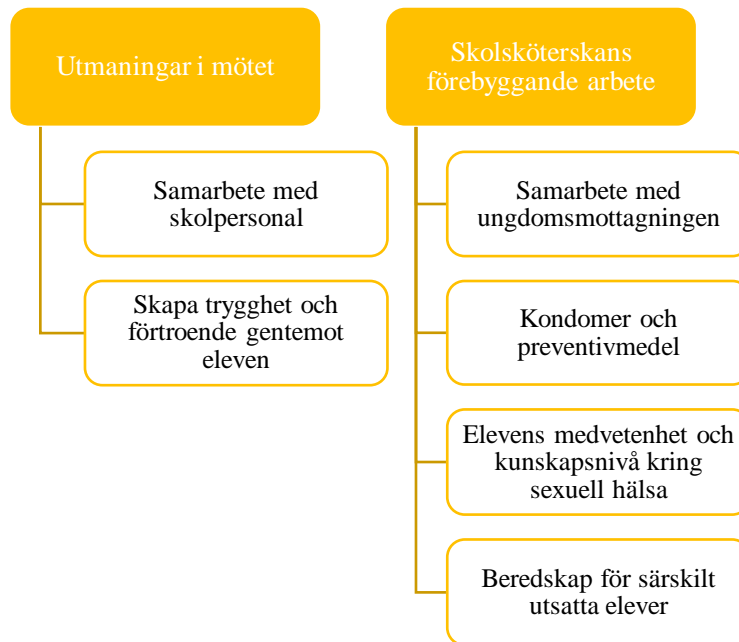 Utmaningar i mötet
Samarbete med
skolpersonal
Skapa trygghet och
förtroende gentemot
eleven
Skolsköterskans
förebyggande arbete
Samarbete med
ungdomsmottagningen
Kondomer och
preventivmedel
Elevens medvetenhet och
kunskapsnivå kring
sexuell hälsa
Beredskap för särskilt
utsatta elever